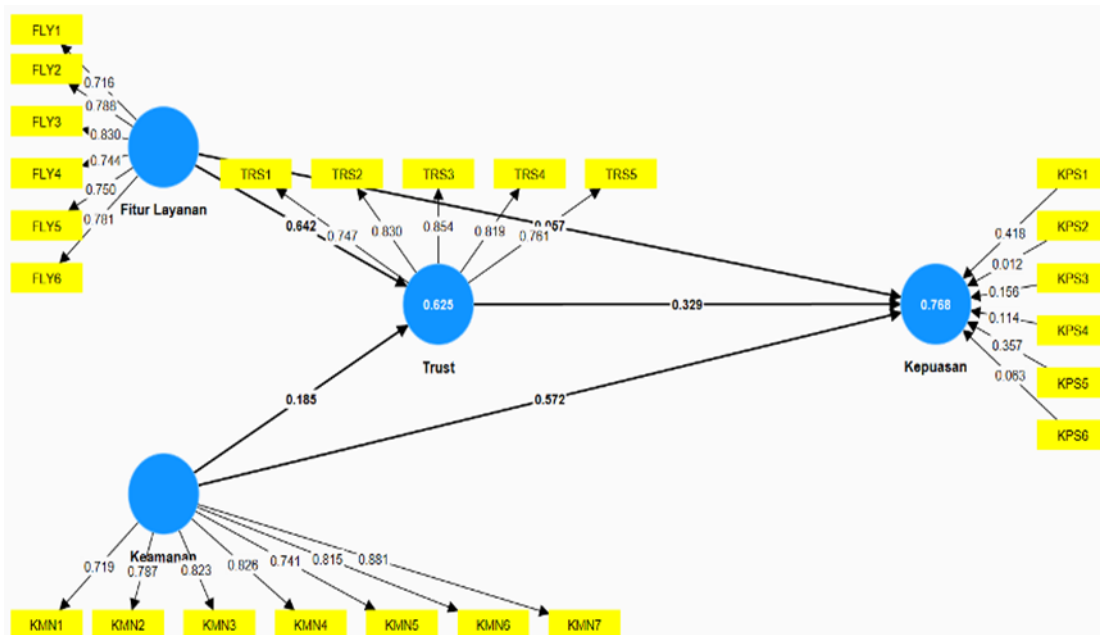 FLY1
FLY2
FLY3
FLY4
FLY5
FLY6
0.716
0.788
0.830
0.744
0.750
0.781
Fitur Layanan
TRS1
TRS2
TRS3
TRS4
TRS5
0.747
0.830
0.854
0.819
0.761
0.642
0.057
0.625
Trust
0.329
0.768
Kepuasan
KPS1
KPS2
KPS3
KPS4
KPS5
KPS6
0.418
0.012
0.156
0.114
0.357
0.063
0.185
0.572
Keamanan
0.719
0.787
0.823
0.826
0.741
0.815
0.881
KMN1
KMN2
KMN3
KMN4
KMN5
KMN6
KMN7